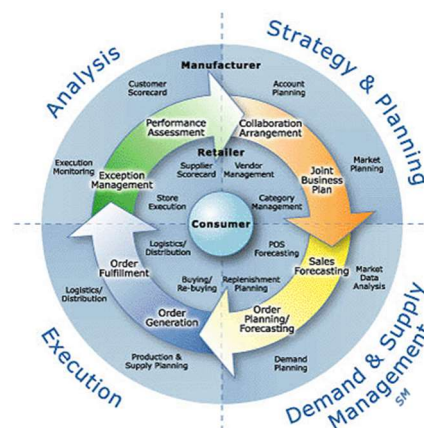 Analysis
Strategy & Planning
Manufacturer
Customer
Scorecard
Account
Planning
Performance
Assessment
Collaboration
Arrangement
Retailer
Execution
Monitoring
Exception
Management
Supplier
Scorecard
Vendor
Management
Joint
Business
Plan
Market
Planning
Store
Execution
Category
Management
Consumer
Logistics/
Distribution
POS
Forecasting
Order
Fulfillment
Sales
Forecasting
Logistics/
Distribution
Buying/
Re-buying
Replenishment
Planning
Market
Data
Analysis
Order
Generation
Order
Planning/
Forecasting
Production &
Supply Planning
Demand
Planning
Execution
Demand & Supply
Management
SM